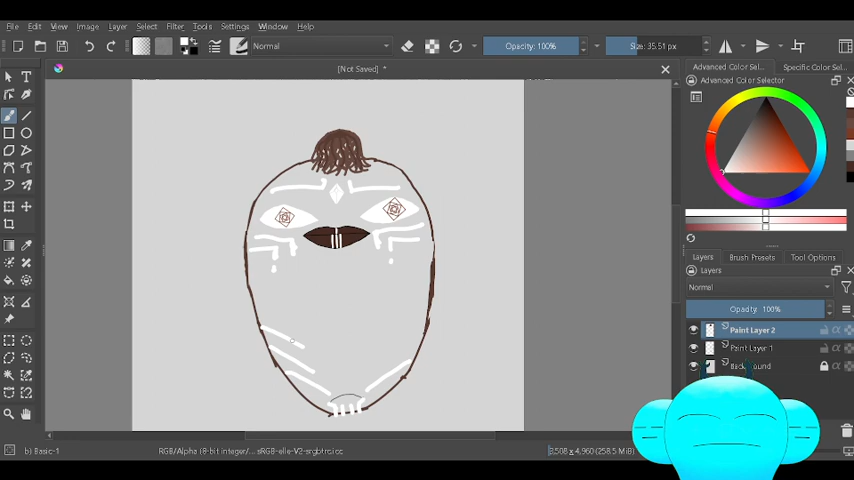 File Edit View Image Layer Select Filter Tools Settings Window Help
Normal Opacity: 100% Size: 35.51 px
[Not Saved] *
Advanced Color Sel... Specific Color Sel...
Advanced Color Selector
Layers Brush Presets Tool Options
Layers
Normal
Opacity: 100%
Paint Layer 2
Paint Layer 1
b) Basic-1 RGB/Alpha (8-bit integer/... sRGB-elle-V2-srgbtrc.icc 3,508 x 4,960 (258.5 MiB)